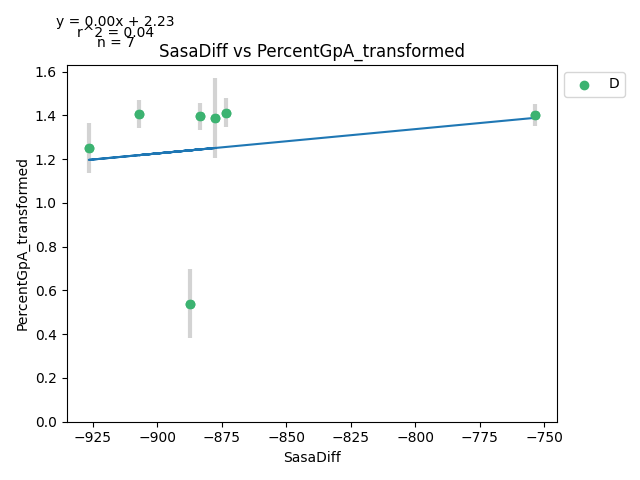 y = 0.00x + 2.23
r^2 = 0.04
n = 7
SasaDiff vs PercentGpA_transformed
D
PercentGpA_transformed
1.6
1.4
1.2
1.0
0.8
0.6
0.4
0.2
0.0
−925 −900 −875 −850 −825 −800 −775 −750
SasaDiff